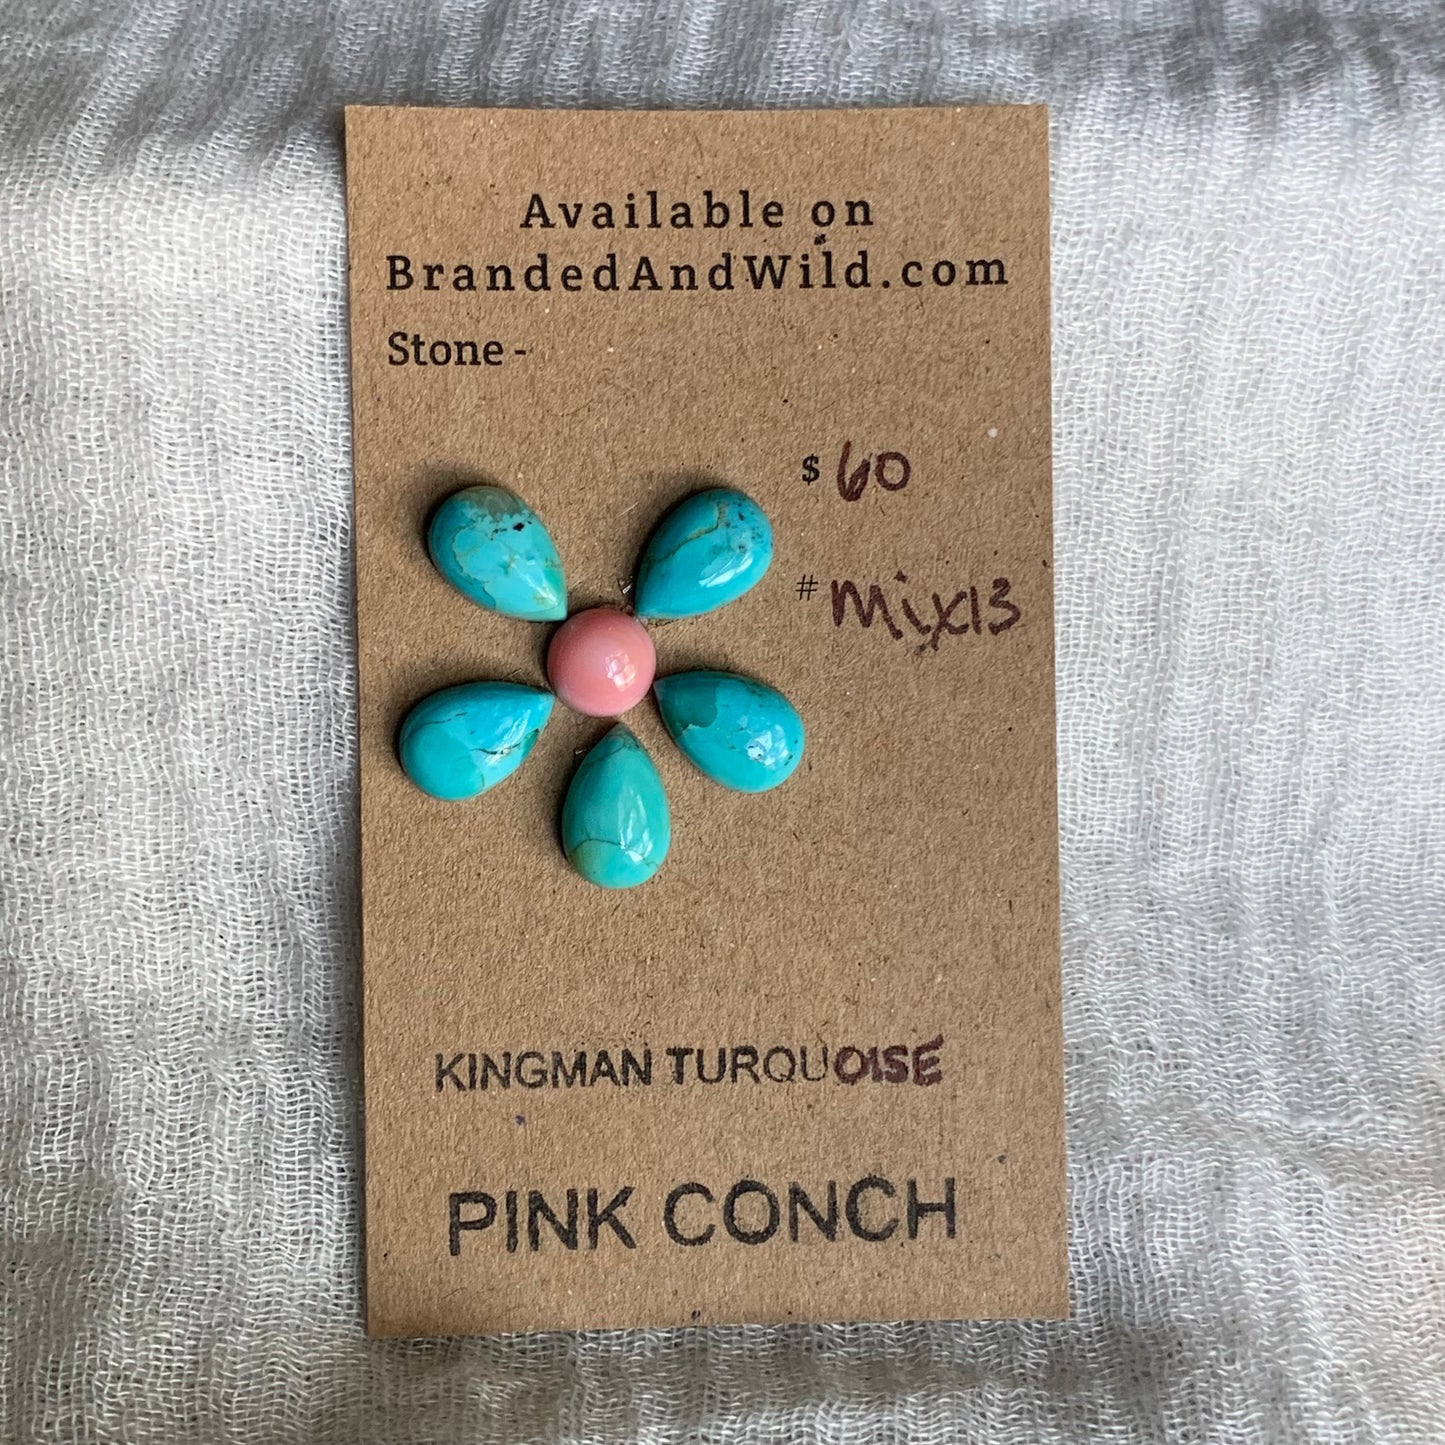 Available on
BrandedAndWild.com
Stone -
$ 60
# Mix13
KINGMAN TURQUOISE
PINK CONCH